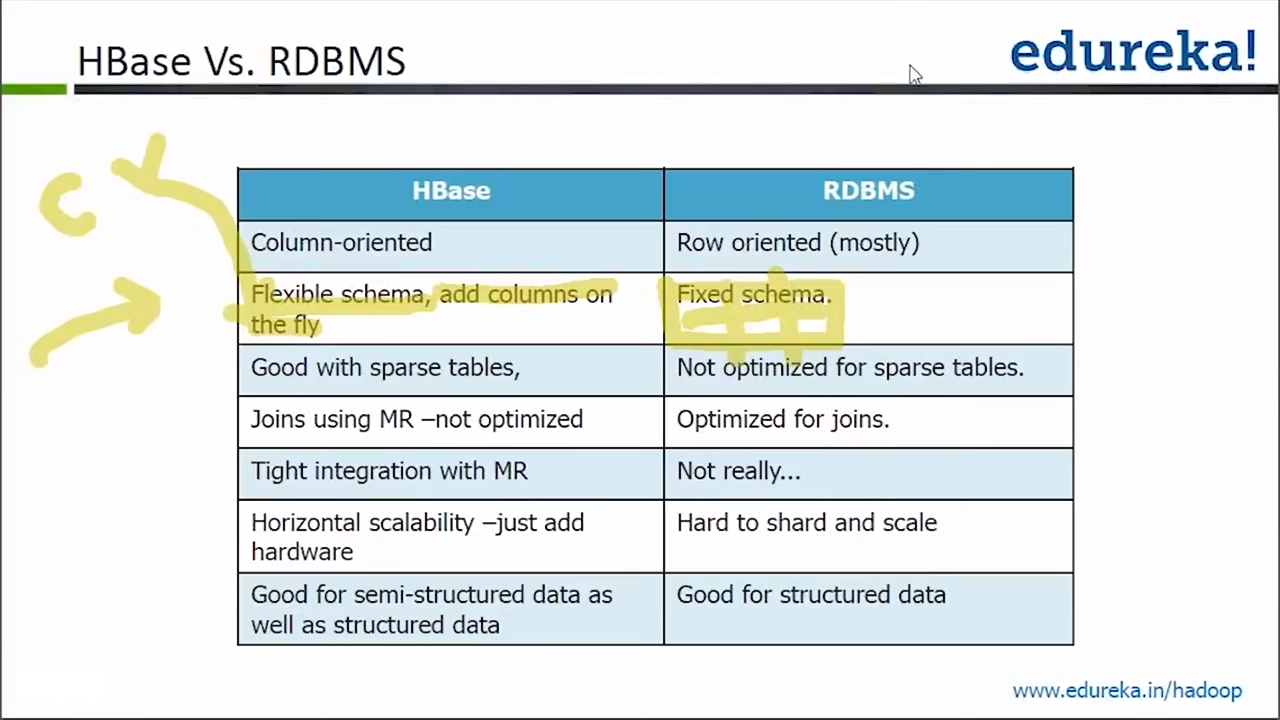 HBase Vs. RDBMS
edureka!
HBase
RDBMS
Column-oriented
Row oriented (mostly)
Flexible schema, add columns on
the fly
Fixed schema.
Good with sparse tables,
Not optimized for sparse tables.
Joins using MR –not optimized
Optimized for joins.
Tight integration with MR
Not really...
Horizontal scalability –just add
hardware
Hard to shard and scale
Good for semi-structured data as
well as structured data
Good for structured data
www.edureka.in/hadoop